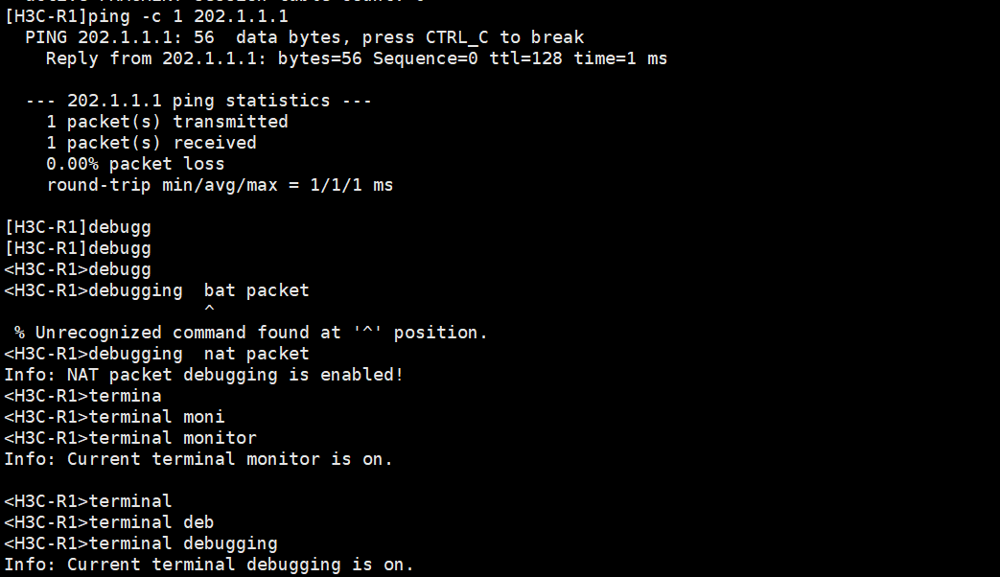 [H3C-R1]ping -c 1 202.1.1.1
PING 202.1.1.1: 56  data bytes, press CTRL_C to break
Reply from 202.1.1.1: bytes=56 Sequence=0 ttl=128 time=1 ms
--- 202.1.1.1 ping statistics ---
1 packet(s) transmitted
1 packet(s) received
0.00% packet loss
round-trip min/avg/max = 1/1/1 ms
[H3C-R1]debugg
[H3C-R1]debugg
<H3C-R1>debugg
<H3C-R1>debugging  bat packet
^
% Unrecognized command found at '^' position.
<H3C-R1>debugging  nat packet
Info: NAT packet debugging is enabled!
<H3C-R1>termina
<H3C-R1>terminal moni
<H3C-R1>terminal monitor
Info: Current terminal monitor is on.
<H3C-R1>terminal
<H3C-R1>terminal deb
<H3C-R1>terminal debugging
Info: Current terminal debugging is on.